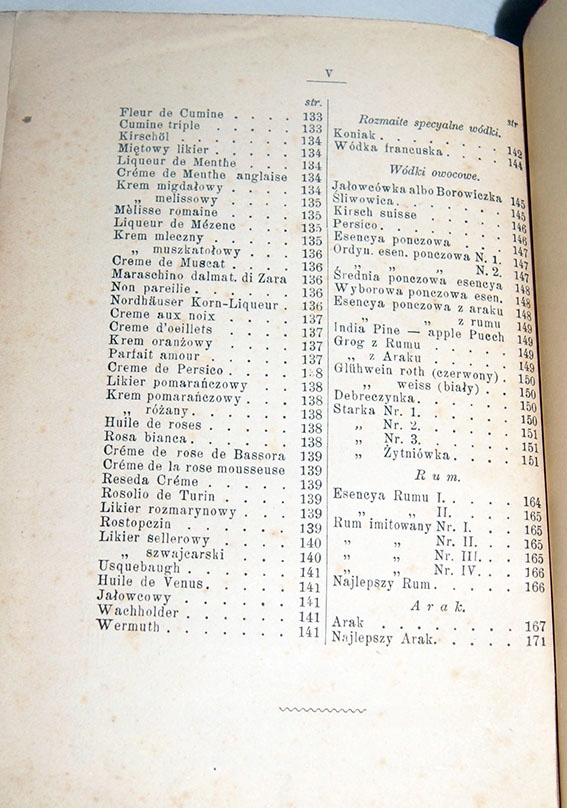 V
str.
Fleur de Cumine . . . . 133
Cumine triple . . . . 133
Kirschöl . . . . . 134
Miętowy likier . . . . 134
Liqueur de Menthe . . . 134
Créme de Menthe anglaise 134
Krem migdałowy . . . . 134
„ melissowy . . . . 135
Mèlisse romaine . . . . 135
Liqueur de Mézenc . . . 135
Krem mleczny . . . . . 135
„ muszkatołowy . . . 136
Creme de Muscat . . . . 136
Maraschino dalmat. di Zara 136
Non pareille . . . . . 136
Nordhäuser Korn-Liqueur . 136
Creme aux noix . . . . 137
Creme d'oeillets . . . . 137
Krem oranżowy . . . . 137
Parfait amour . . . . . 137
Creme de Persico . . . . 1 8
Likier pomarańczowy . . 138
Krem pomarańczowy . . . 138
„ różany . . . . . 138
Huile de roses . . . . . 138
Rosa bianca . . . . . . 138
Créme de rose de Bassora 139
Créme de la rose mousseuse 139
Reseda Créme . . . . . 139
Rosolio de Turin . . . . 139
Likier rozmarynowy . . . 139
Rostopczin . . . . . . 139
Likier sellerowy . . . . 140
„ szwajcarski . . . 140
Usquebaugh . . . . . . 141
Huile de Venus . . . . . 141
Jałowcowy . . . . . . 141
Wachholder . . . . . . 141
Wermuth . . . . . . . 141
str
Rozmaite specyalne wódki.
Koniak . . . . . . . 142
Wódka francuska . . . . 144
Wódki owocowe.
Jałowcówka albo Borowiczka 145
Śliwowica . . . . . . 145
Kirsch suisse . . . . . 146
Persico . . . . . . . 146
Esencya ponczowa . . . 147
Ordyn. esen. ponczowa N. 1. 147
„ „ „ N. 2. 147
Średnia ponczowa esencya 148
Wyborowa ponczowa esen. 148
Esencya ponczowa z araku 148
„ „ z rumu 149
India Pine — apple Puech 149
Grog z Rumu . . . . . 149
„ z Araku . . . . . 149
Glühwein roth (czerwony) . 150
„ weiss (biały) . . 150
Debreczynka . . . . . . 150
Starka Nr. 1. . . . . . 150
„ Nr. 2. . . . . . 151
„ Nr. 3. . . . . . 151
„ Żytniówka . . . . 151
Rum.
Esencya Rumu I. . . . . 164
„ „ II. . . . . 165
Rum imitowany Nr. I. . . 165
„ „ Nr. II. . . 165
„ „ Nr. III. . . 165
„ „ Nr. IV. . . 166
Najlepszy Rum . . . . . 166
Arak.
Arak . . . . . . . . 167
Najlepszy Arak. . . . . 171